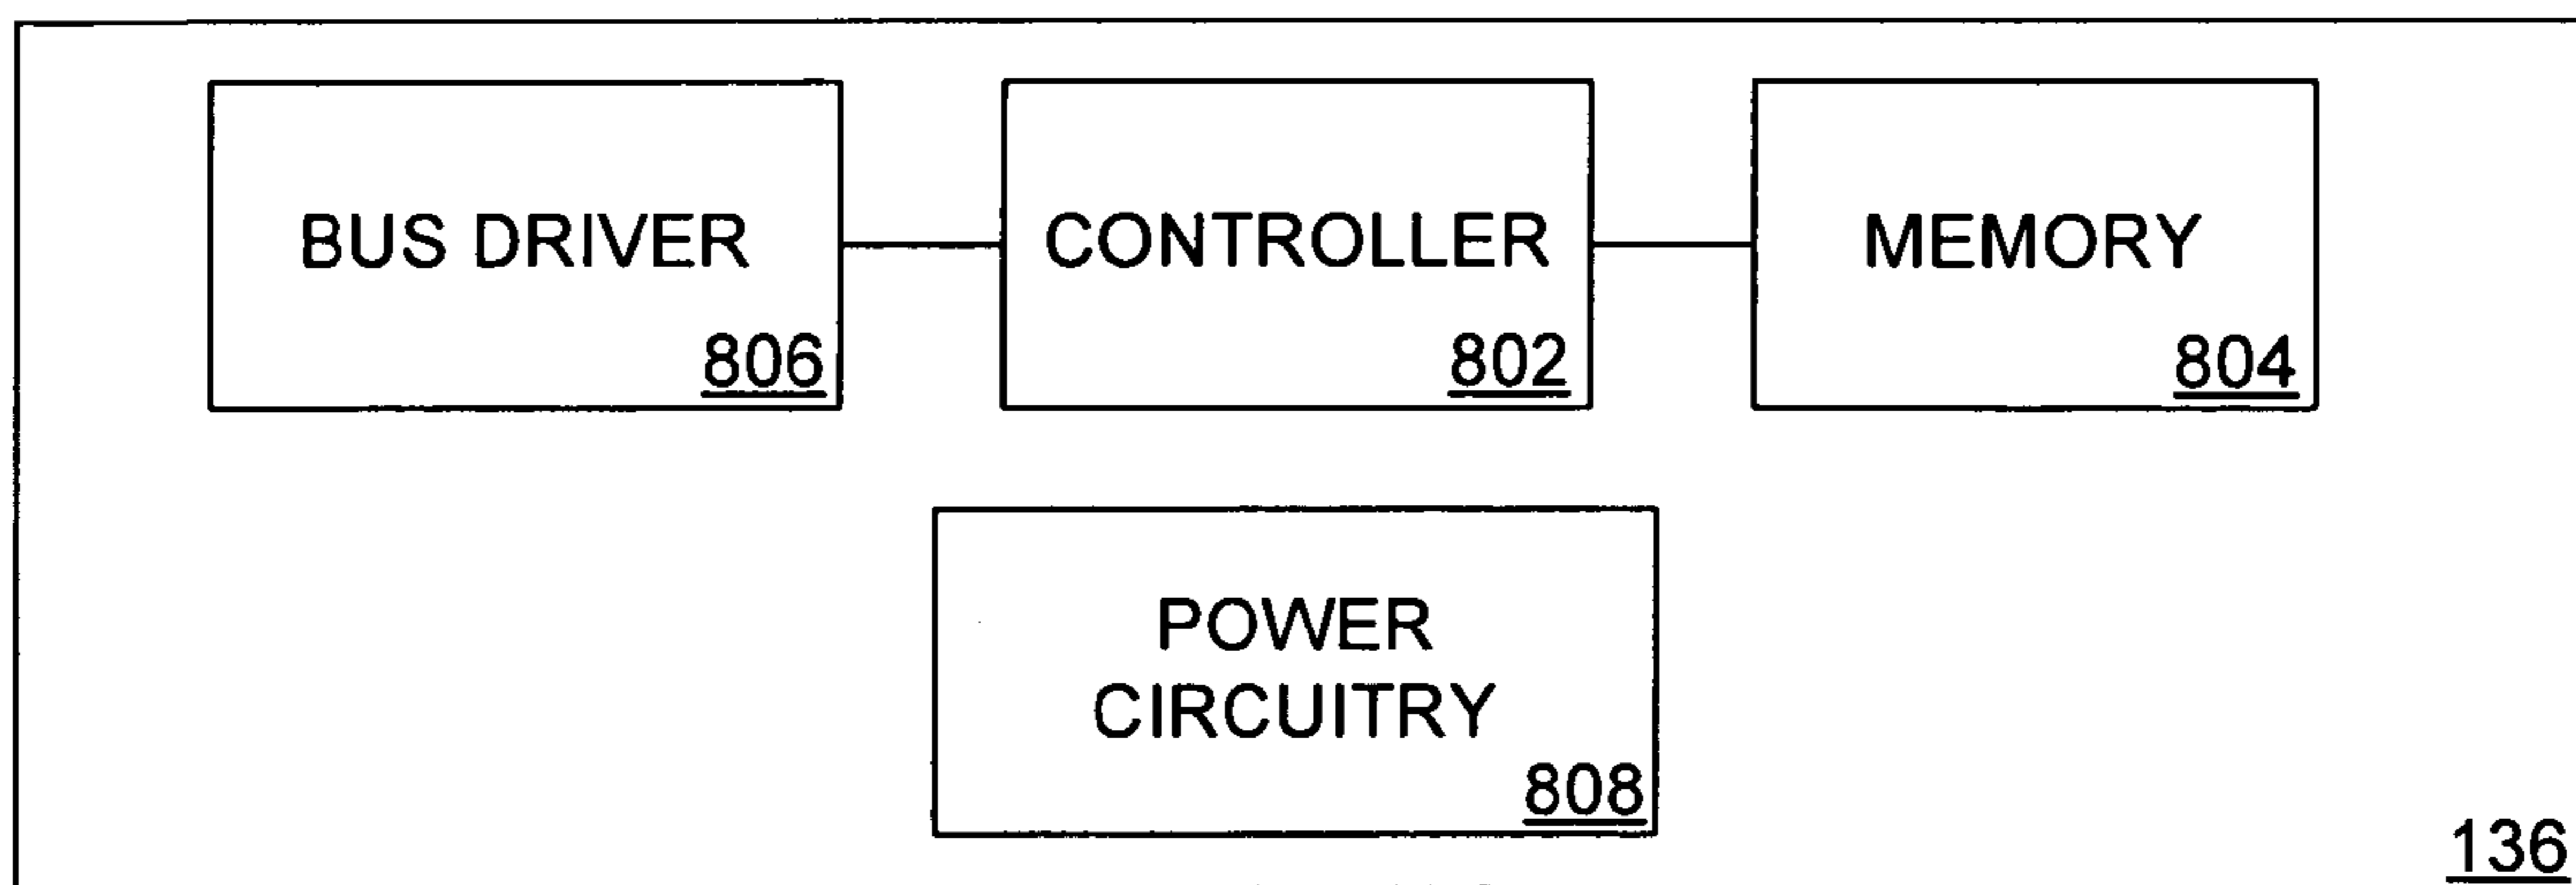 BUS DRIVER
806
CONTROLLER
802
MEMORY
804
POWER
CIRCUITRY
808
136